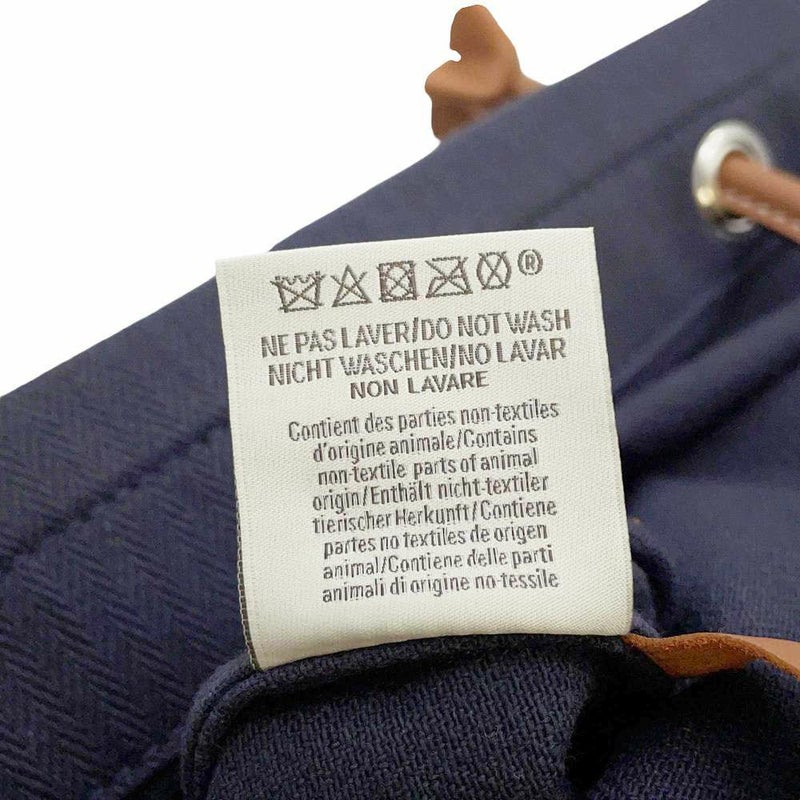 ®
NE PAS LAVER/DO NOT WASH
NICHT WASCHEN/NO LAVAR
NON LAVARE
Contient des parties non-textiles
d'origine animale/Contains
non-textile parts of animal
origin/Enthält nicht-textiler
tierischer Herkunft/Contiene
partes no textiles de origen
animal/Contiene delle parti
animali di origine no-tessile